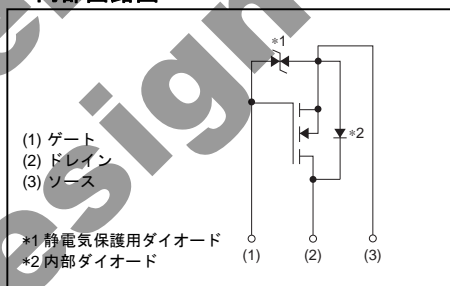 内部回路図
*1
*2
(1) ゲート
(2) ドレイン
(3) ソース
*1 静電気保護用ダイオード
*2 内部ダイオード
(1) (2) (3)
esign